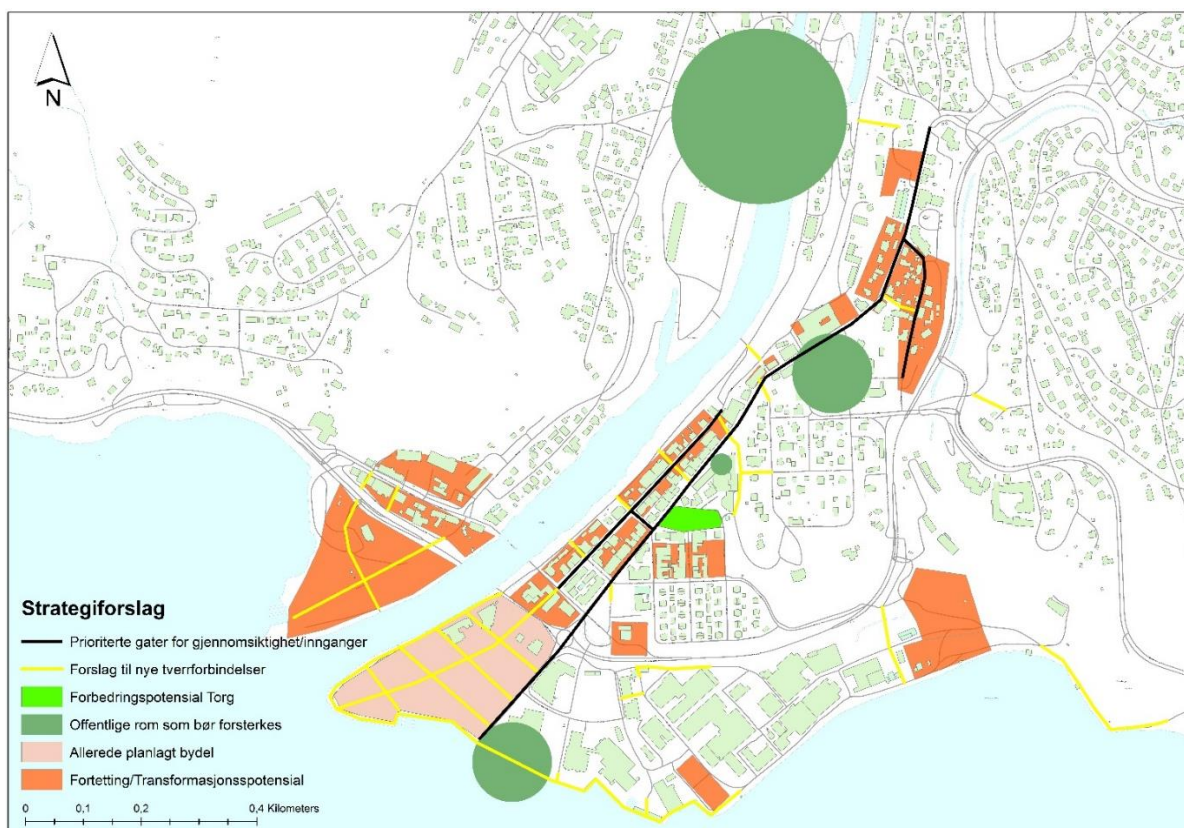 N
Strategiforslag
Prioriterte gater for gjennomsiktighet/innganger
Forslag til nye tverrforbindelser
Forbedringspotensial Torg
Offentlige rom som bør forsterkes
Allerede planlagt bydel
Fortetting/Transformasjonsspotensial
0 0,1 0,2 0,4 Kilometers